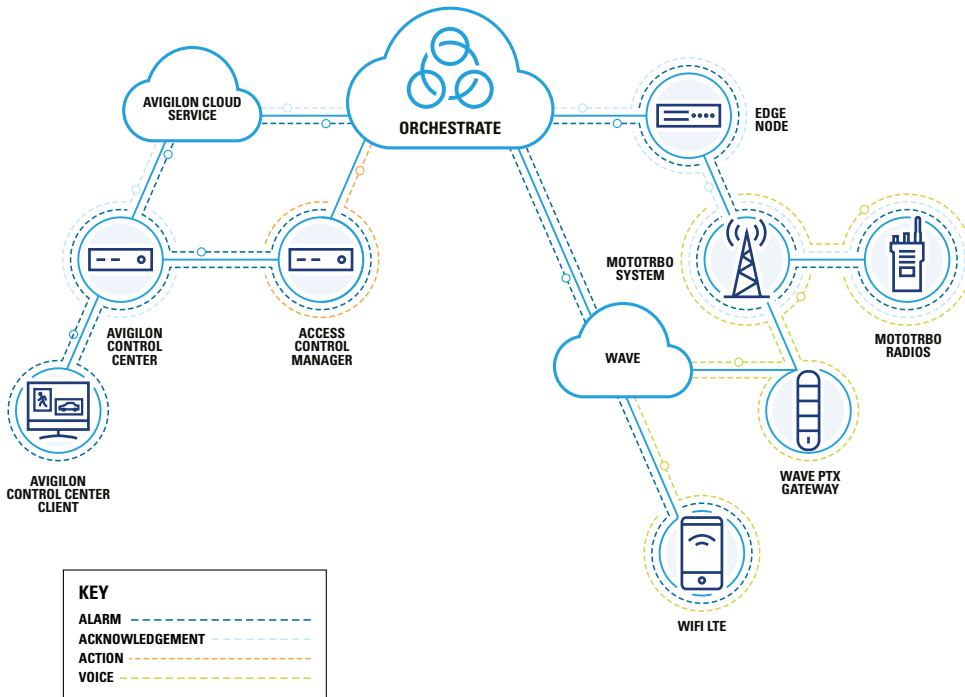 AVIGILON CLOUD
SERVICE
ORCHESTRATE
EDGE
NODE
MOTOTRBO
SYSTEM
MOTOTRBO
RADIOS
AVIGILON
CONTROL
CENTER
ACCESS
CONTROL
MANAGER
WAVE
AVIGILON
CONTROL CENTER
CLIENT
WAVE PTX
GATEWAY
WIFI LTE
KEY
ALARM
ACKNOWLEDGEMENT
ACTION
VOICE